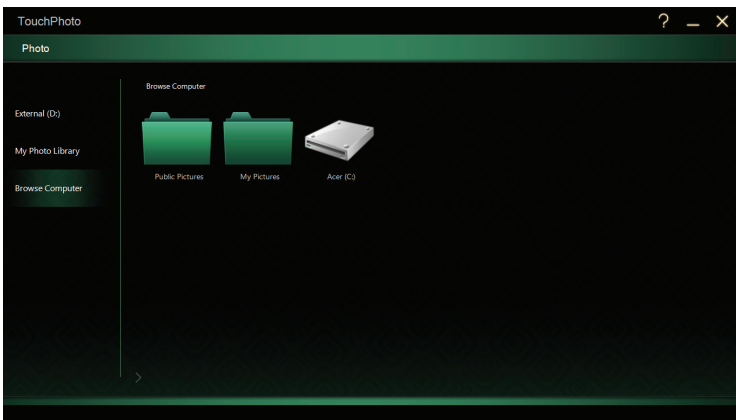 TouchPhoto
?
Photo
Browse Computer
External (D:)
My Photo Library
Browse Computer
Public Pictures
My Pictures
Acer (C:)